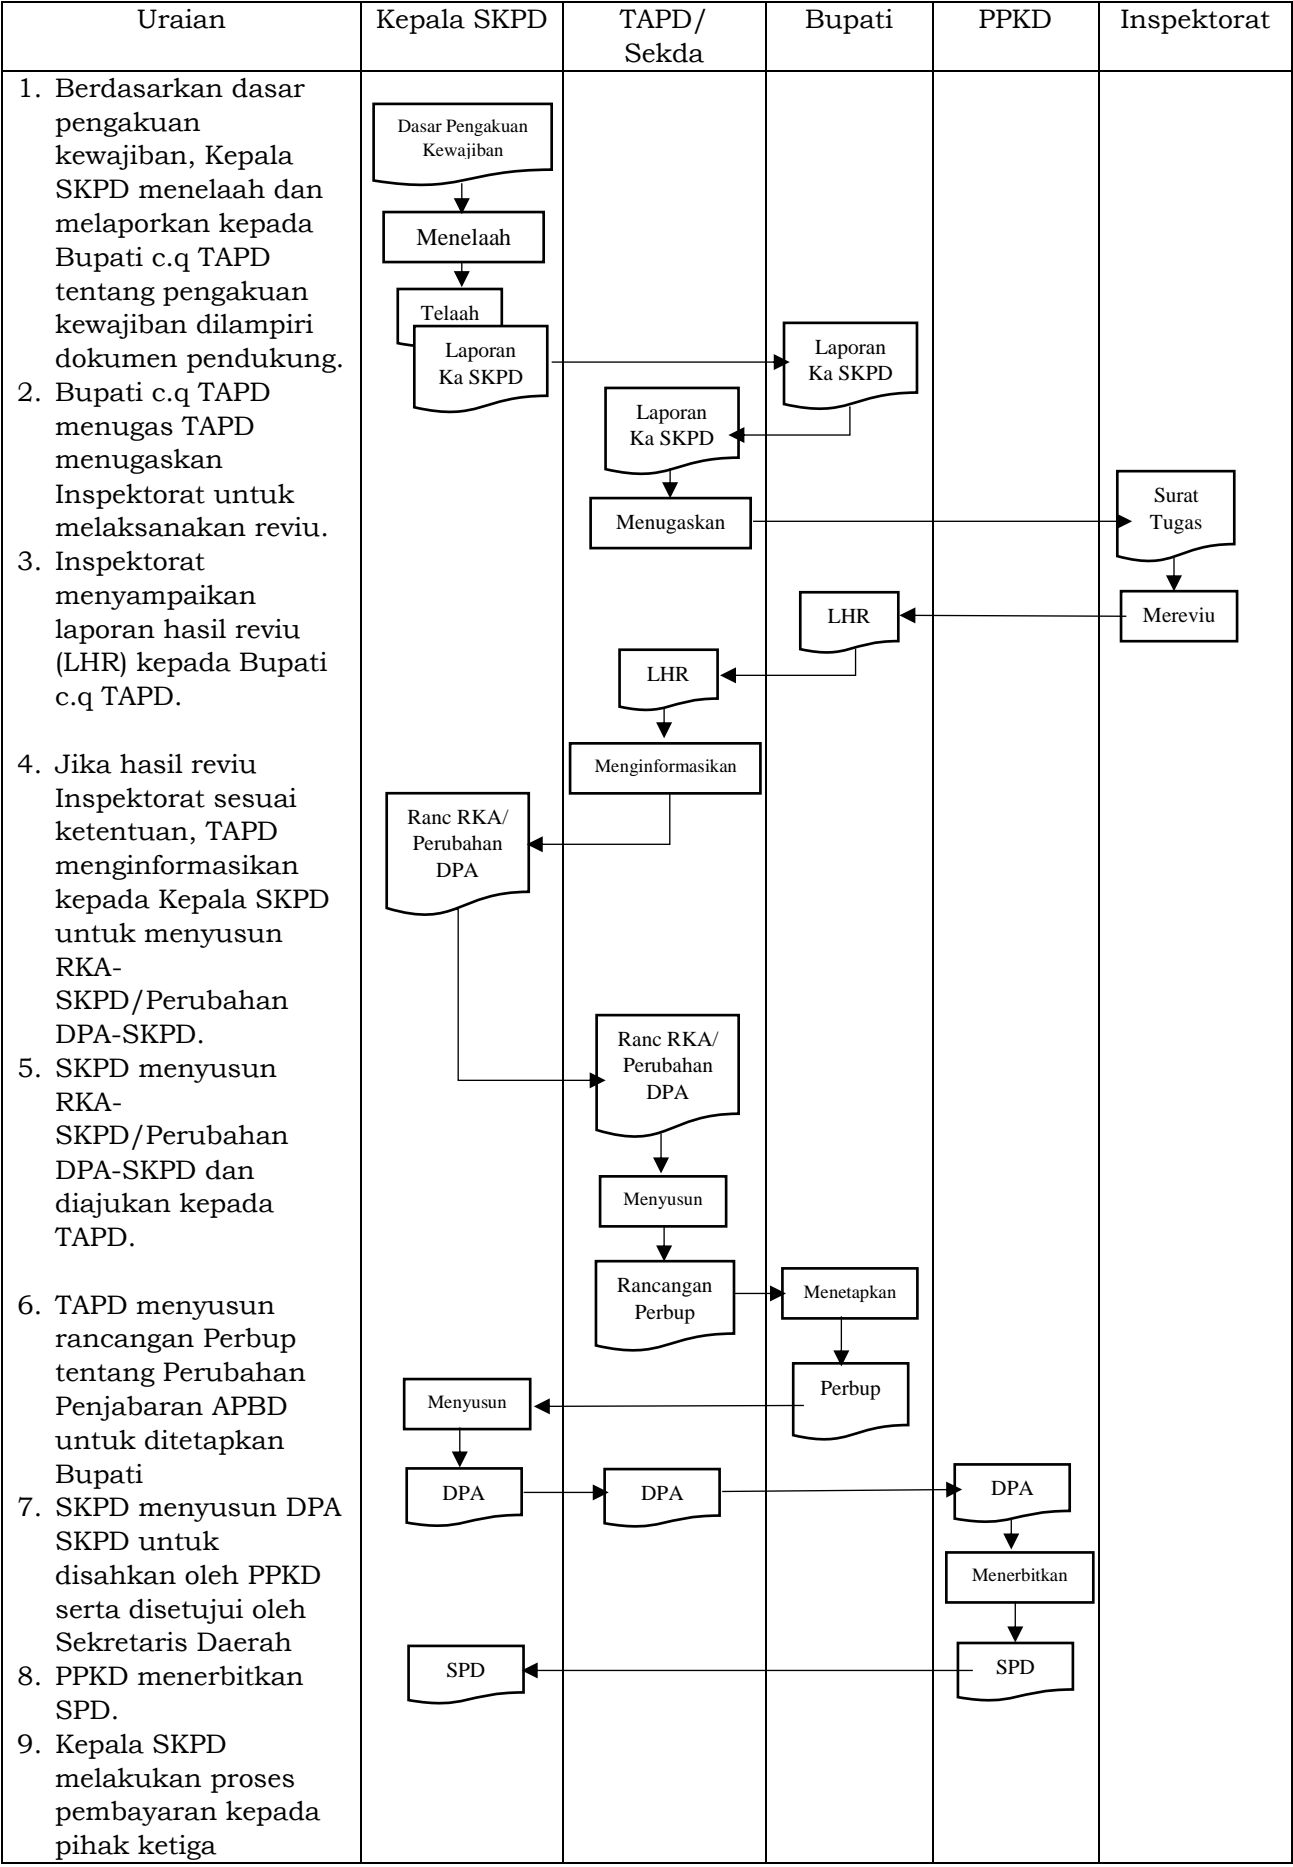 Uraian
Kepala SKPD
TAPD/
Sekda
Bupati
PPKD
Inspektorat
1. Berdasarkan dasar
pengakuan
kewajiban, Kepala
SKPD menelaah dan
melaporkan kepada
Bupati c.q TAPD
tentang pengakuan
kewajiban dilampiri
dokumen pendukung.
2. Bupati c.q TAPD
menugas TAPD
menugaskan
Inspektorat untuk
melaksanakan reviu.
3. Inspektorat
menyampaikan
laporan hasil reviu
(LHR) kepada Bupati
c.q TAPD.
4. Jika hasil reviu
Inspektorat sesuai
ketentuan, TAPD
menginformasikan
kepada Kepala SKPD
untuk menyusun
RKA-
SKPD/Perubahan
DPA-SKPD.
5. SKPD menyusun
RKA-
SKPD/Perubahan
DPA-SKPD dan
diajukan kepada
TAPD.
6. TAPD menyusun
rancangan Perbup
tentang Perubahan
Penjabaran APBD
untuk ditetapkan
Bupati
7. SKPD menyusun DPA
SKPD untuk
disahkan oleh PPKD
serta disetujui oleh
Sekretaris Daerah
8. PPKD menerbitkan
SPD.
9. Kepala SKPD
melakukan proses
pembayaran kepada
pihak ketiga
Dasar Pengakuan
Kewajiban
Menelaah
Telaah
Laporan
Ka SKPD
Laporan
Ka SKPD
Laporan
Ka SKPD
Menugaskan
Surat
Tugas
Mereviu
LHR
LHR
Menginformasikan
Ranc RKA/
Perubahan
DPA
Ranc RKA/
Perubahan
DPA
Menyusun
Rancangan
Perbup
Menetapkan
Perbup
Menyusun
DPA
DPA
DPA
Menerbitkan
SPD
SPD